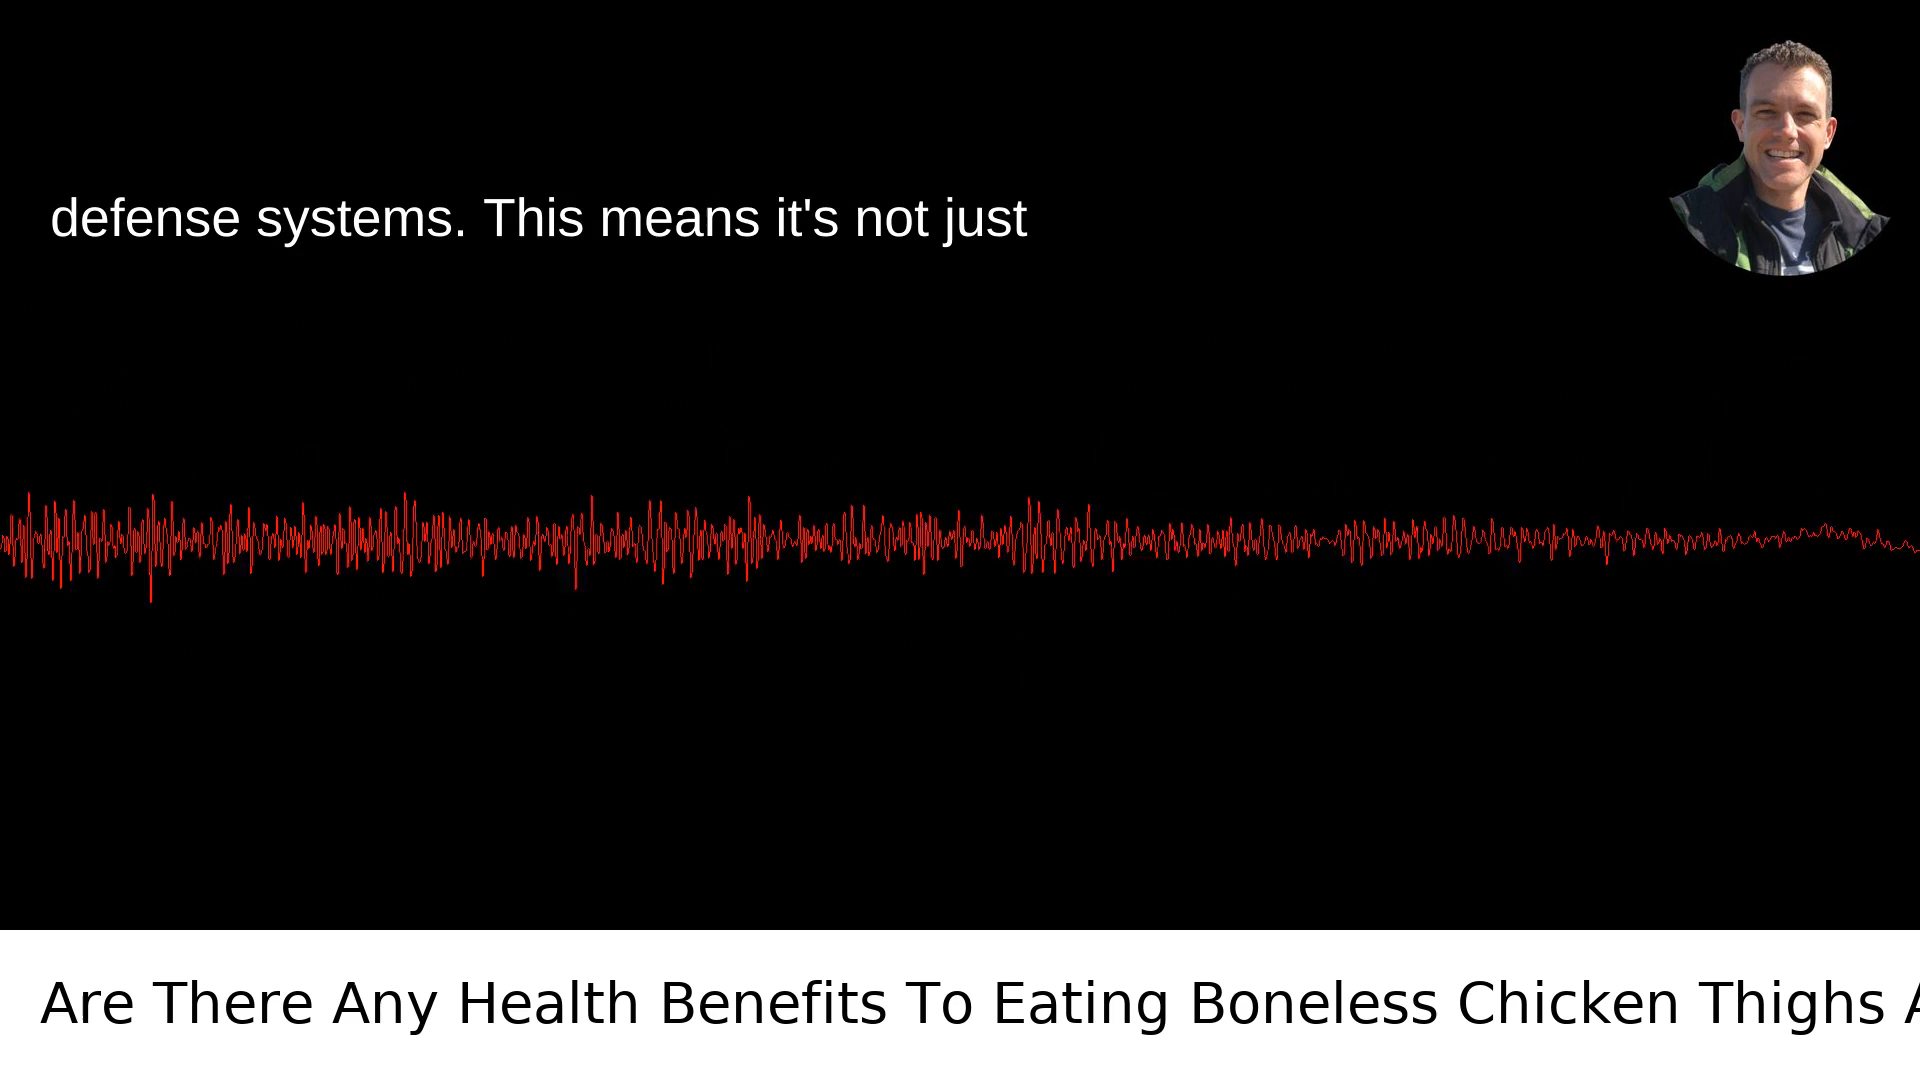 defense systems. This means it's not just
Are There Any Health Benefits To Eating Boneless Chicken Thighs